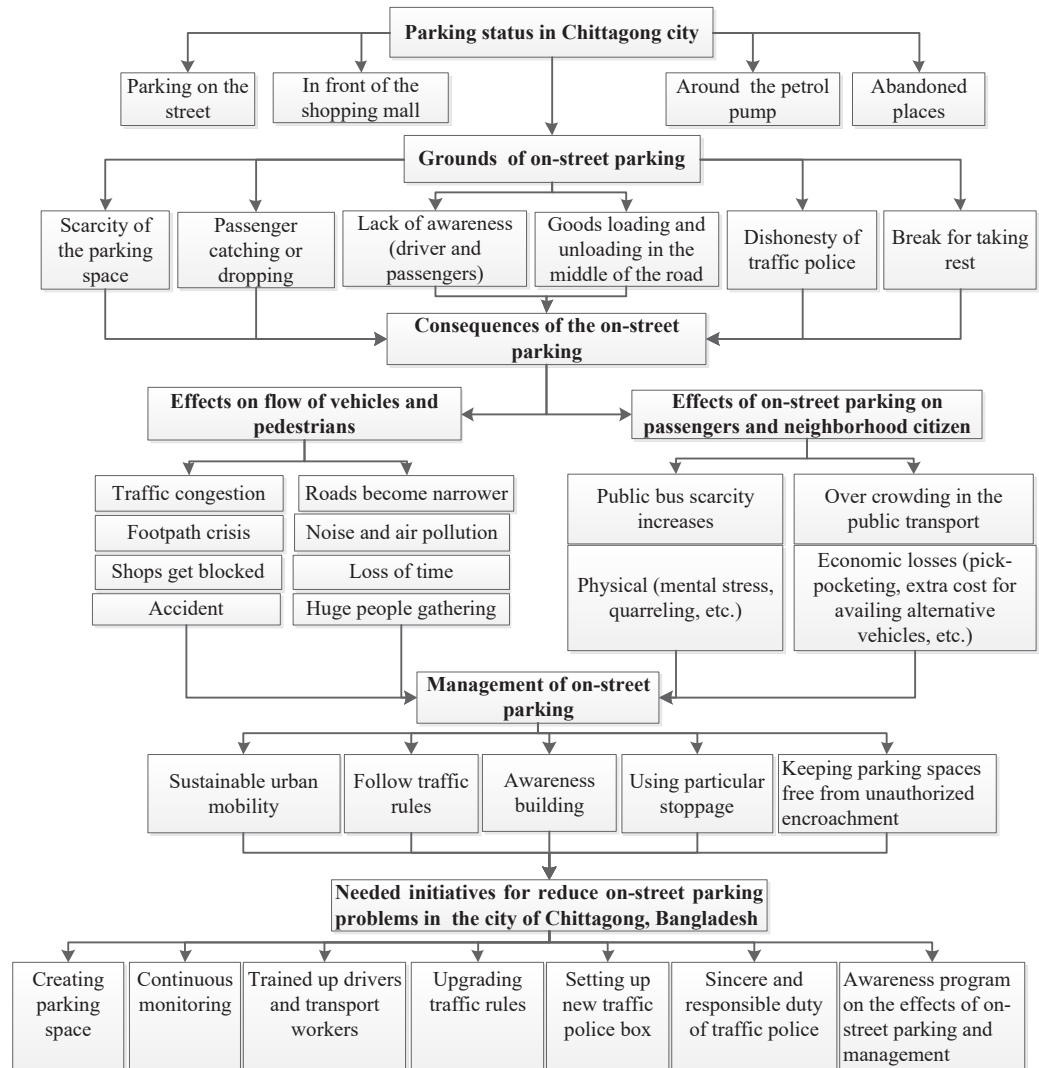 Parking status in Chittagong city
Parking on the
street
In front of the
shopping mall
Around the petrol
pump
Abandoned
places
Grounds of on-street parking
Scarcity of
the parking
space
Passenger
catching or
dropping
Lack of awareness
(driver and
passengers)
Goods loading and
unloading in the
middle of the road
Dishonesty of
traffic police
Break for taking
rest
Consequences of the on-street
parking
Effects on flow of vehicles and
pedestrians
Effects of on-street parking on
passengers and neighborhood citizen
Traffic congestion
Footpath crisis
Shops get blocked
Accident
Roads become narrower
Noise and air pollution
Loss of time
Huge people gathering
Public bus scarcity
increases
Over crowding in the
public transport
Physical (mental stress,
quarreling, etc.)
Economic losses (pick-
pocketing, extra cost for
availing alternative
vehicles, etc.)
Management of on-street
parking
Sustainable urban
mobility
Follow traffic
rules
Awareness
building
Using particular
stoppage
Keeping parking spaces
free from unauthorized
encroachment
Needed initiatives for reduce on-street parking
problems in the city of Chittagong, Bangladesh
Creating
parking
space
Continuous
monitoring
Trained up drivers
and transport
workers
Upgrading
traffic rules
Setting up
new traffic
police box
Sincere and
responsible duty
of traffic police
Awareness program
on the effects of on-
street parking and
management